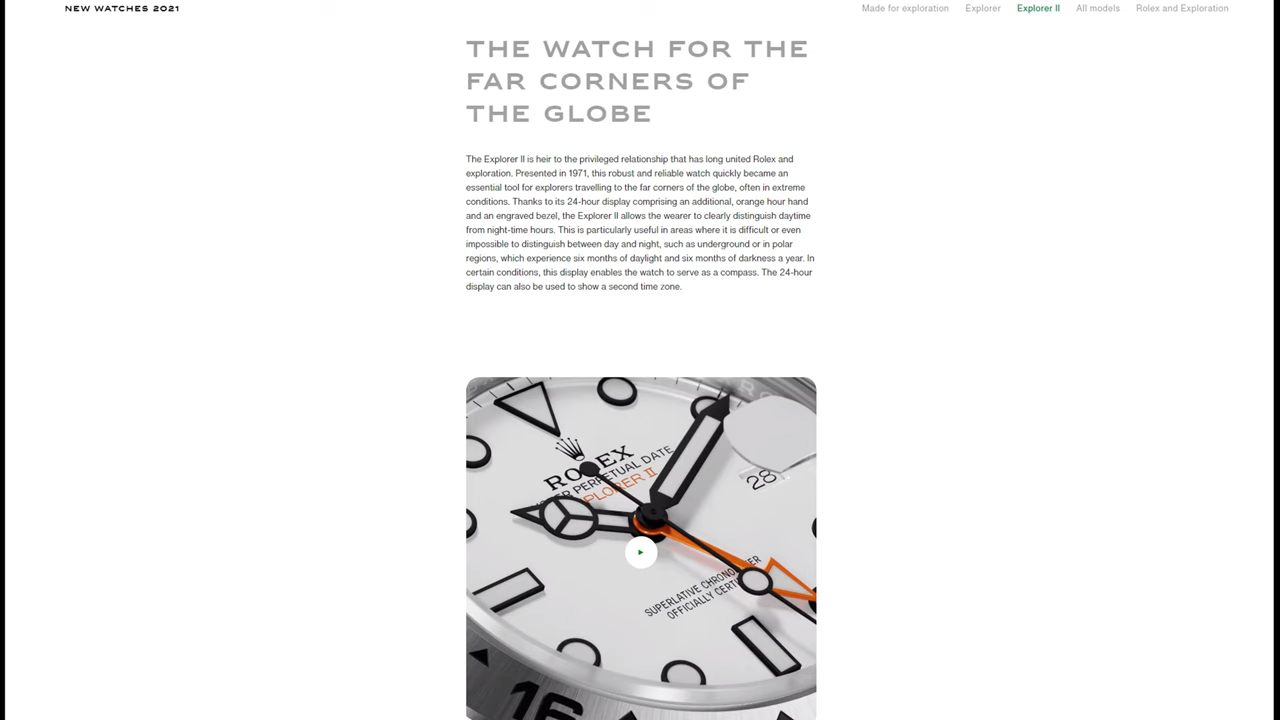 NEW WATCHES 2021
Made for exploration
Explorer
Explorer II
All models
Rolex and Exploration
THE WATCH FOR THE
FAR CORNERS OF
THE GLOBE
The Explorer II is heir to the privileged relationship that has long united Rolex and
exploration. Presented in 1971, this robust and reliable watch quickly became an
essential tool for explorers travelling to the far corners of the globe, often in extreme
conditions. Thanks to its 24-hour display comprising an additional, orange hour hand
and an engraved bezel, the Explorer II allows the wearer to clearly distinguish daytime
from night-time hours. This is particularly useful in areas where it is difficult or even
impossible to distinguish between day and night, such as underground or in polar
regions, which experience six months of daylight and six months of darkness a year. In
certain conditions, this display enables the watch to serve as a compass. The 24-hour
display can also be used to show a second time zone.
PERPETUAL DATE
II
28
SUPERLATIVE
OFFICIALLY
16